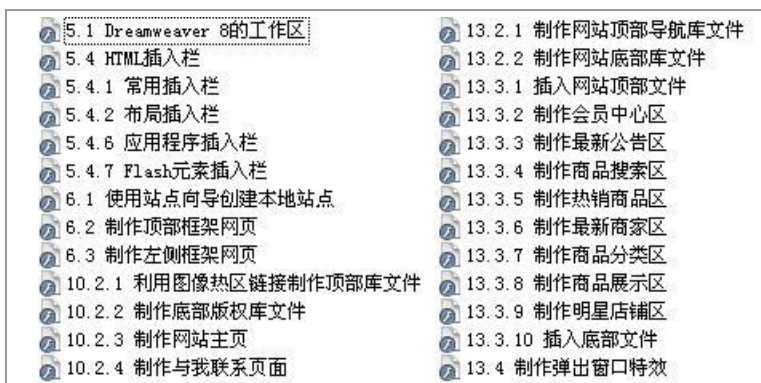 5.1 Dreamweaver 8的工作区
5.4 HTML插入栏
5.4.1 常用插入栏
5.4.2 布局插入栏
5.4.6 应用程序插入栏
5.4.7 Flash元素插入栏
6.1 使用站点向导创建本地站点
6.2 制作顶部框架网页
6.3 制作左侧框架网页
10.2.1 利用图像热区链接制作顶部库文件
10.2.2 制作底部版权库文件
10.2.3 制作网站主页
10.2.4 制作与我联系页面
13.2.1 制作网站顶部导航库文件
13.2.2 制作网站底部库文件
13.3.1 插入网站顶部文件
13.3.2 制作会员中心区
13.3.3 制作最新公告区
13.3.4 制作商品搜索区
13.3.5 制作热销商品区
13.3.6 制作最新商家区
13.3.7 制作商品分类区
13.3.8 制作商品展示区
13.3.9 制作明星店铺区
13.3.10 插入底部文件
13.4 制作弹出窗口特效